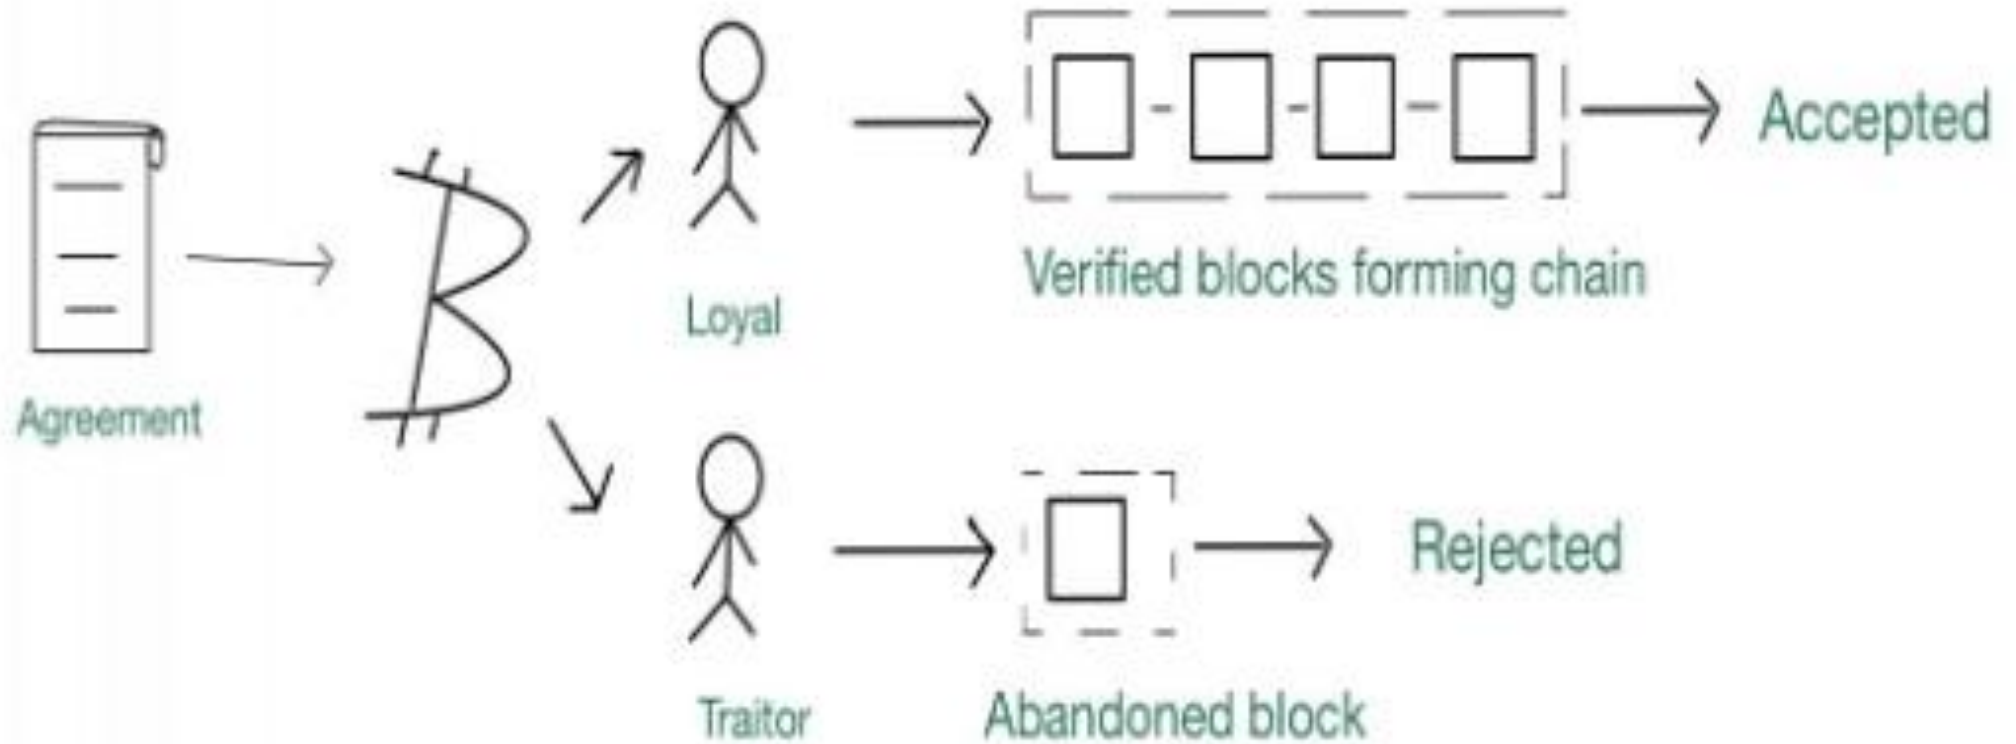 Accepted
Verified blocks forming chain
Loyal
Agreement
Rejected
Traitor
Abandoned block